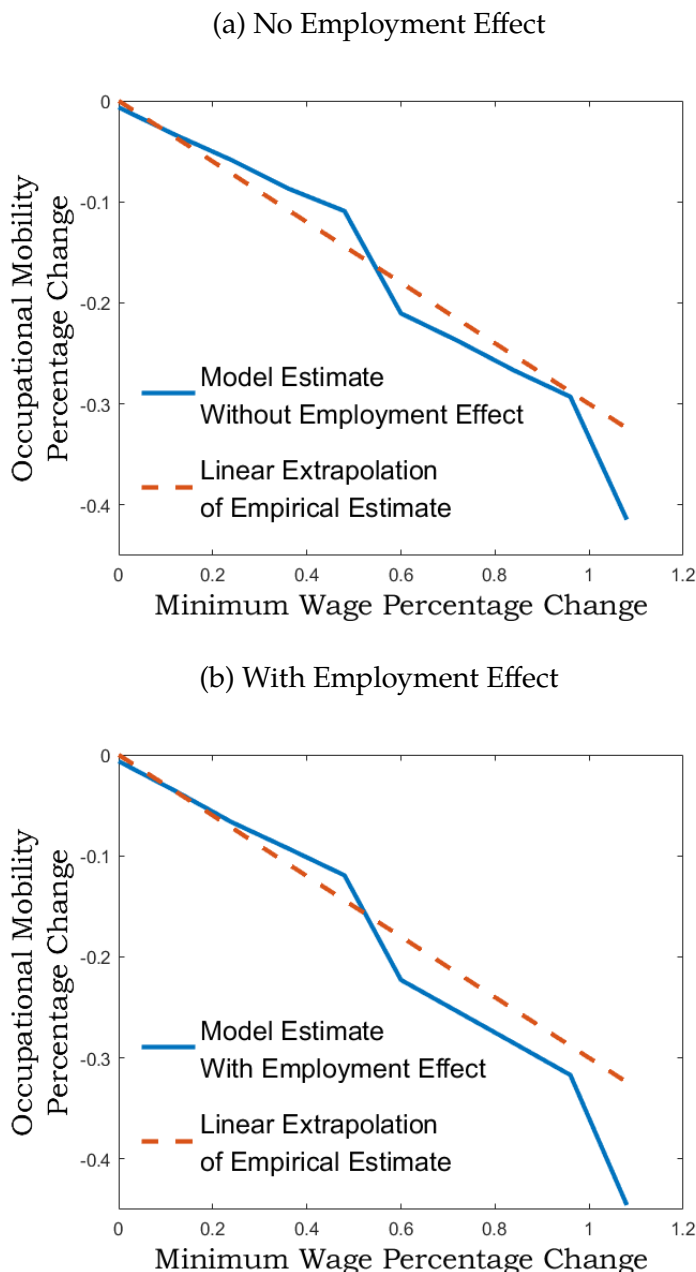 (a) No Employment Effect
0
-0.1
-0.2
-0.3
-0.4
Occupational Mobility
Percentage Change
Model Estimate
Without Employment Effect
Linear Extrapolation
of Empirical Estimate
0 0.2 0.4 0.6 0.8 1 1.2
Minimum Wage Percentage Change
(b) With Employment Effect
0
-0.1
-0.2
-0.3
-0.4
Occupational Mobility
Percentage Change
Model Estimate
With Employment Effect
Linear Extrapolation
of Empirical Estimate
0 0.2 0.4 0.6 0.8 1 1.2
Minimum Wage Percentage Change